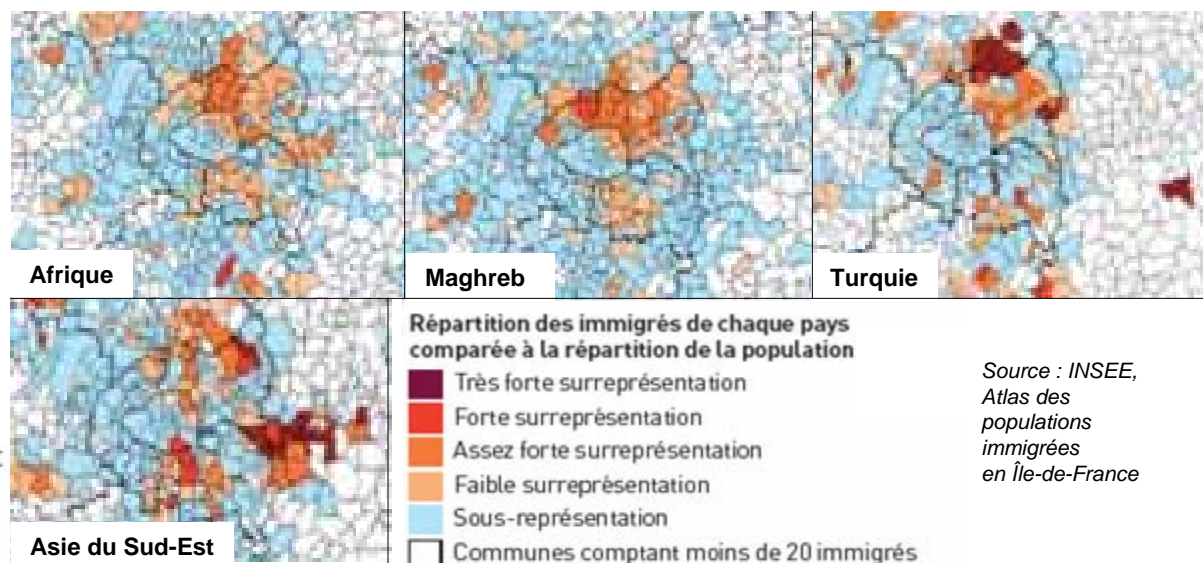 Afrique
Maghreb
Turquie
Asie du Sud-Est
Répartition des immigrés de chaque pays
comparée à la répartition de la population
Très forte surreprésentation
Forte surreprésentation
Assez forte surreprésentation
Faible surreprésentation
Sous-représentation
Communes comptant moins de 20 immigrés
Source : INSEE,
Atlas des
populations
immigrées
en Île-de-France